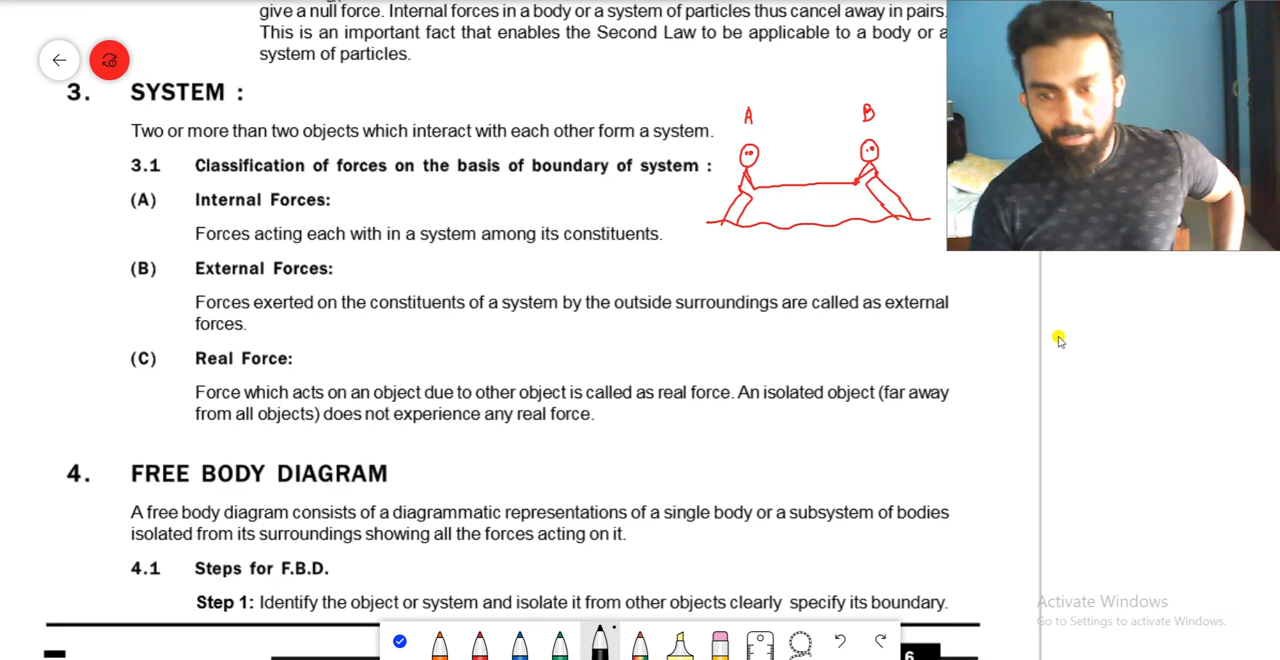 give a null force. Internal forces in a body or a system of particles thus cancel away in pairs.
This is an important fact that enables the Second Law to be applicable to a body or a
system of particles.
3. SYSTEM :
Two or more than two objects which interact with each other form a system.
A B
3.1 Classification of forces on the basis of boundary of system :
(A) Internal Forces:
Forces acting each with in a system among its constituents.
(B) External Forces:
Forces exerted on the constituents of a system by the outside surroundings are called as external
forces.
(C) Real Force:
Force which acts on an object due to other object is called as real force. An isolated object (far away
from all objects) does not experience any real force.
4. FREE BODY DIAGRAM
A free body diagram consists of a diagrammatic representations of a single body or a subsystem of bodies
isolated from its surroundings showing all the forces acting on it.
4.1 Steps for F.B.D.
Step 1: Identify the object or system and isolate it from other objects clearly specify its boundary.
Activate Windows
Go to Settings to activate Windows.
6